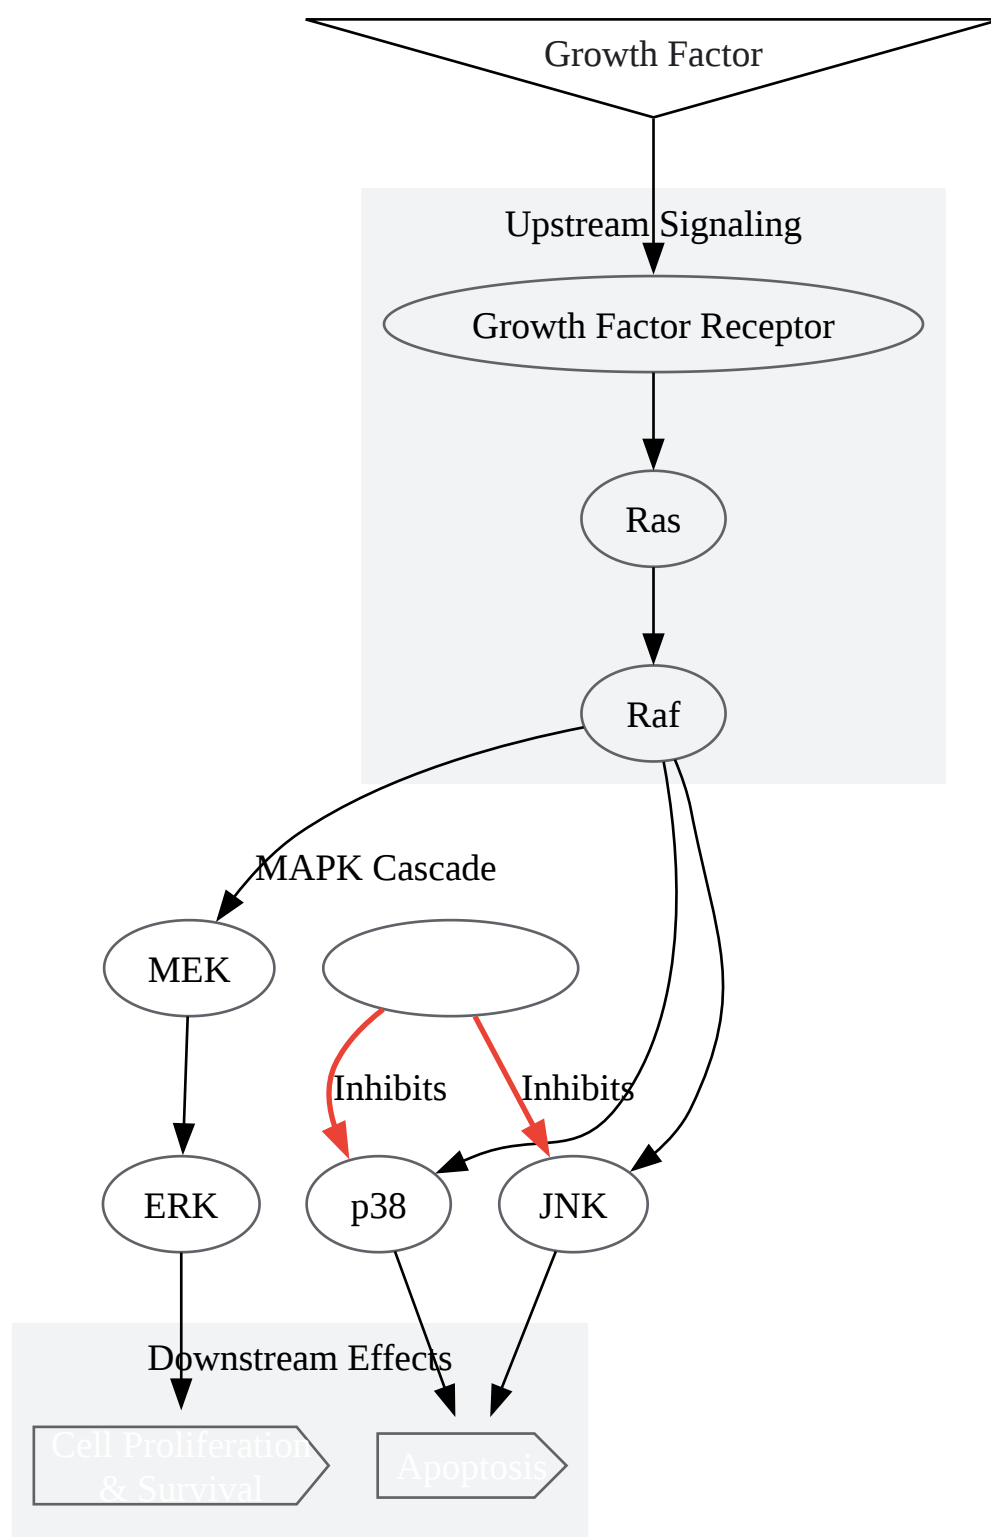 Growth Factor
Upstream Signaling
Growth Factor Receptor
Ras
Raf
MAPK Cascade
MEK
Inhibits
Inhibits
ERK
p38
JNK
Downstream Effects
Cell Proliferation
& Survival
Apoptosis